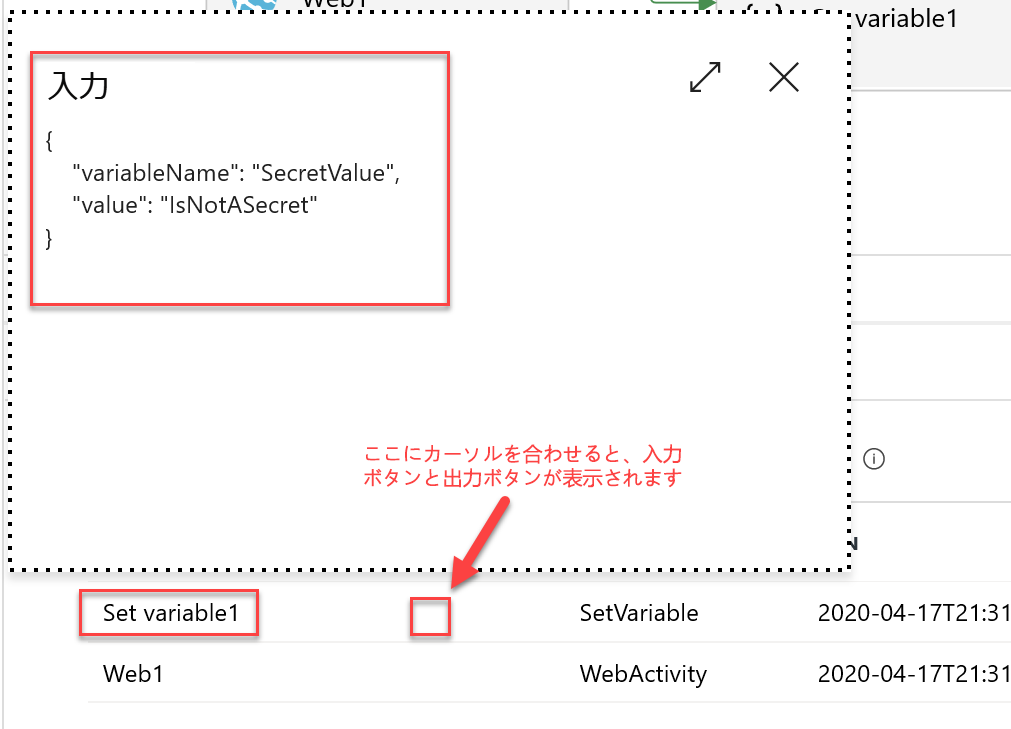 Web1
variable1
入力
{
"variableName": "SecretValue",
"value": "IsNotASecret"
}
ここにカーソルを合わせると、入力
ボタンと出力ボタンが表示されます
Set variable1
SetVariable
2020-04-17T21:31
Web1
WebActivity
2020-04-17T21:31